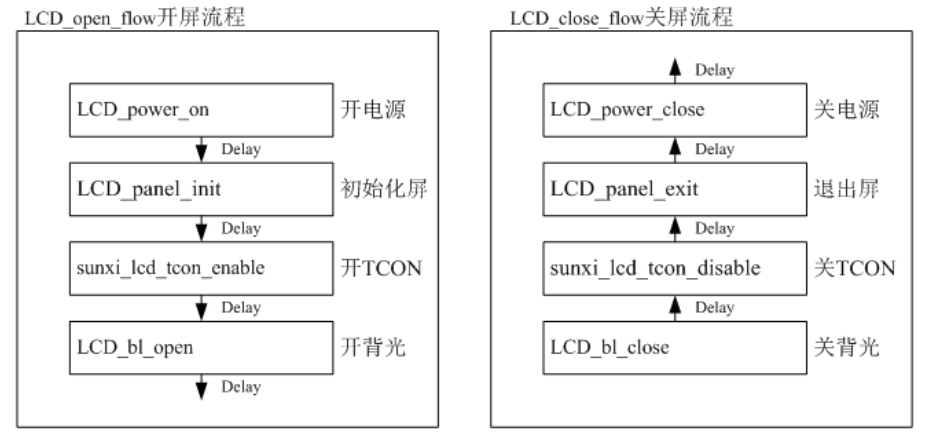 LCD_open_flow开屏流程
LCD_power_on 开电源
Delay
LCD_panel_init 初始化屏
Delay
sunxi_lcd_tcon_enable 开TCON
Delay
LCD_bl_open 开背光
Delay
LCD_close_flow关屏流程
Delay
LCD_power_close 关电源
Delay
LCD_panel_exit 退出屏
Delay
sunxi_lcd_tcon_disable 关TCON
Delay
LCD_bl_close 关背光